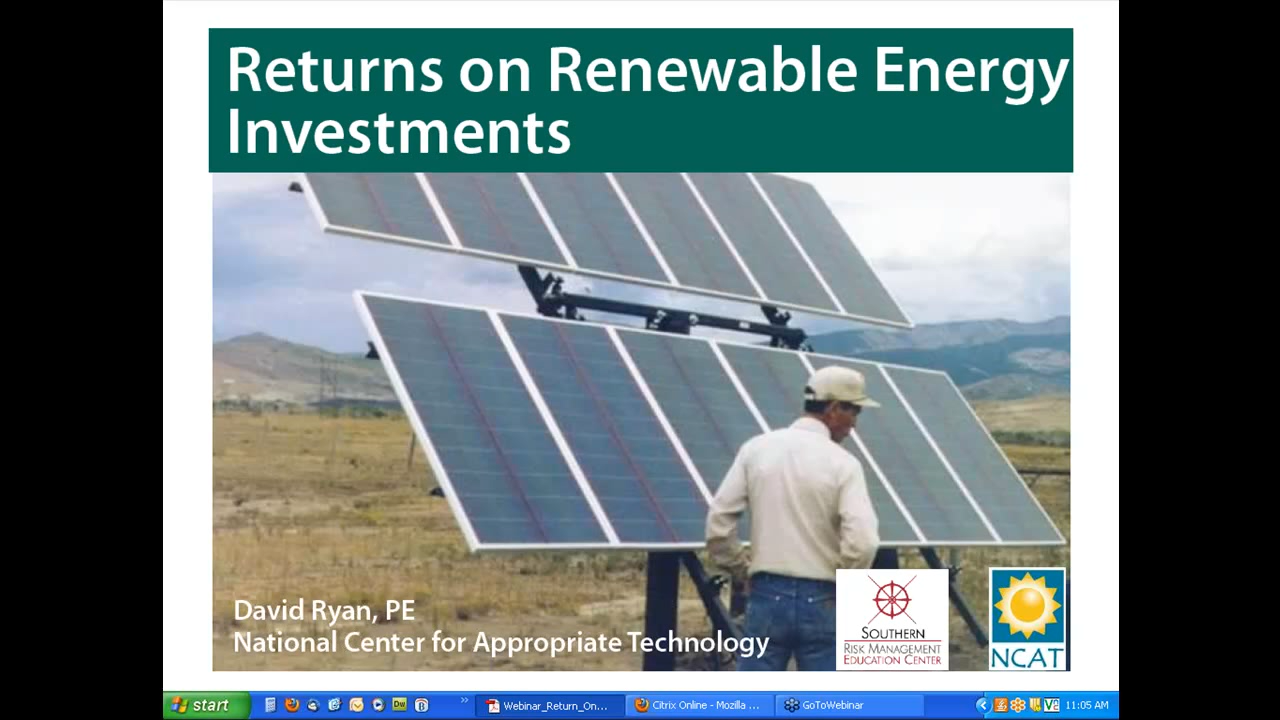 Returns on Renewable Energy
Investments
David Ryan, PE
National Center for Appropriate Technology
SOUTHERN
RISK MANAGEMENT
EDUCATION CENTER
NCAT
start
Webinar_Return_On...
Citrix Online - Mozilla ...
GoToWebinar
11:05 AM